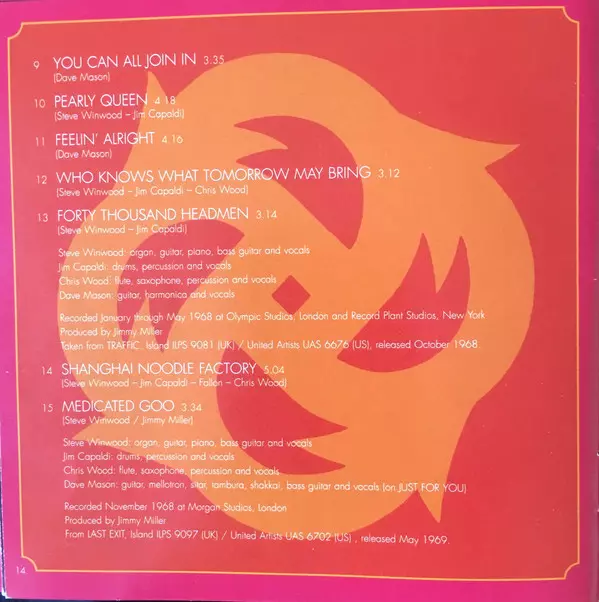 9 YOU CAN ALL JOIN IN 3.35
(Dave Mason)
10 PEARLY QUEEN 4.18
(Steve Winwood – Jim Capaldi)
11 FEELIN' ALRIGHT 4.16
(Dave Mason)
12 WHO KNOWS WHAT TOMORROW MAY BRING 3.12
(Steve Winwood – Jim Capaldi – Chris Wood)
13 FORTY THOUSAND HEADMEN 3.14
(Steve Winwood – Jim Capaldi)
Steve Winwood: organ, guitar, piano, bass guitar and vocals
Jim Capaldi: drums, percussion and vocals
Chris Wood: flute, saxophone, percussion and vocals
Dave Mason: guitar, harmonica and vocals
Recorded January through May 1968 at Olympic Studios, London and Record Plant Studios, New York
Produced by Jimmy Miller
Taken from TRAFFIC, Island ILPS 9081 (UK) / United Artists UAS 6676 (US), released October 1968.
14 SHANGHAI NOODLE FACTORY 5.04
(Steve Winwood – Jim Capaldi – Fallon – Chris Wood)
15 MEDICATED GOO 3.34
(Steve Winwood / Jimmy Miller)
Steve Winwood: organ, guitar, piano, bass guitar and vocals
Jim Capaldi: drums, percussion and vocals
Chris Wood: flute, saxophone, percussion and vocals
Dave Mason: guitar, mellotron, sitar, tambura, shakkai, bass guitar and vocals (on JUST FOR YOU)
Recorded November 1968 at Morgan Studios, London
Produced by Jimmy Miller
From LAST EXIT, Island ILPS 9097 (UK) / United Artists UAS 6702 (US) , released May 1969.
14